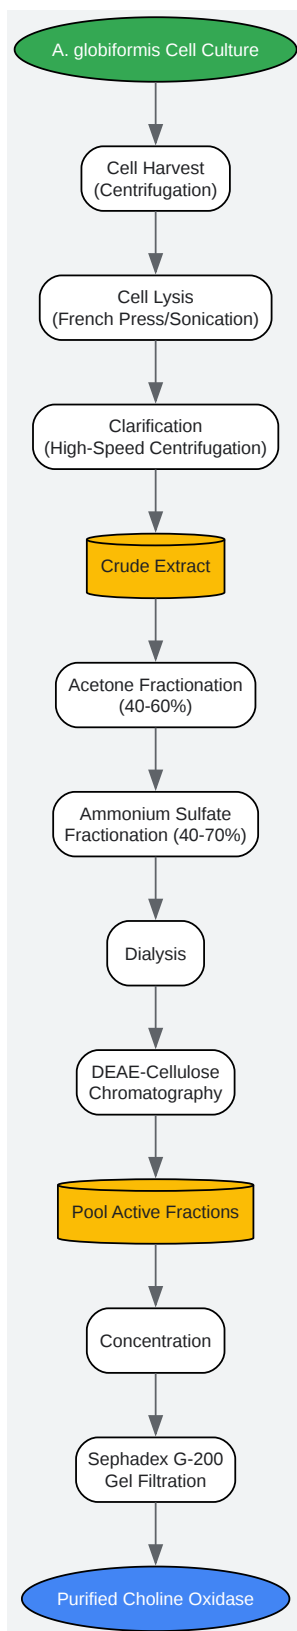 A. globiformis Cell Culture
Cell Harvest
(Centrifugation)
Cell Lysis
(French Press/Sonication)
Clarification
(High-Speed Centrifugation)
Crude Extract
Acetone Fractionation
(40-60%)
Ammonium Sulfate
Fractionation (40-70%)
Dialysis
DEAE-Cellulose
Chromatography
Pool Active Fractions
Concentration
Sephadex G-200
Gel Filtration
Purified Choline Oxidase